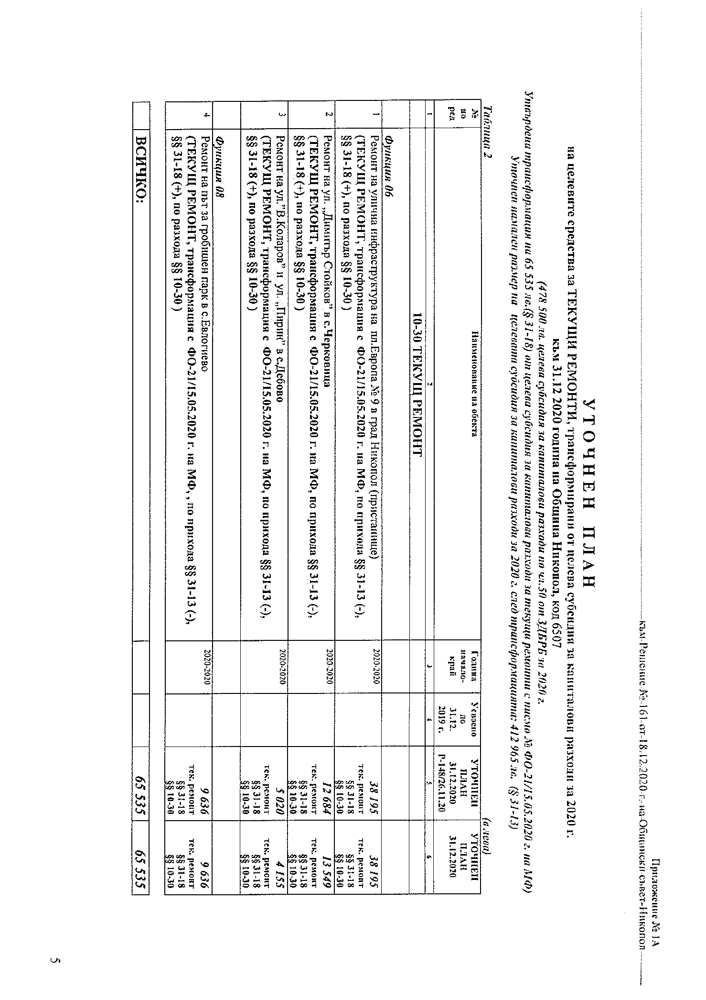 Приложение № 1А
към Решение № 161 от 18.12.2020 г. на Общински съвет-Никопол
У Т О Ч Н Е Н П Л А Н
на целевите средства за ТЕКУЩИ РЕМОНТИ, трансформирани от целева субсидия за капиталови разходи за 2020 г.
към 31.12 2020 година на Община Никопол, код 6507
(478 500 лв. целева субсидия за капиталови разходи по чл.50 от ЗДБРБ за 2020 г.
Утвърдена трансформация на 65 535 лв.(§ 31-18) от целева субсидия за капиталови разходи за текущи ремонти с писмо № ФО-21/15.05.2020 г. на МФ)
Уточнен намален размер на целевата субсидия за капиталови разходи за 2020 г. след трансформацията: 412 965 лв. (§ 31-13)
Таблица 2
(в лева)
№
по
ред
Наименование на обекта
Година
начало-
край
Усвоено
до
31.12.
2019 г.
УТОЧНЕН
ПЛАН
31.12.2020
Р-148/26.11.20
УТОЧНЕН
ПЛАН
31.12.2020
1 2 3 4 5 6
10-30 ТЕКУЩ РЕМОНТ
Функция 06
1
Ремонт на улична инфраструктура на пл.Европа № 9 в град Никопол (пристанище)
(ТЕКУЩ РЕМОНТ, трансформация с ФО-21/15.05.2020 г. на МФ, по прихода §§ 31-13 (-),
§§ 31-18 (+), по разхода §§ 10-30 )
2020-2020
38 195
тек. ремонт
§§ 31-18
§§ 10-30
38 195
тек. ремонт
§§ 31-18
§§ 10-30
2
Ремонт на ул. „Димитър Стойков” в с.Черковица
(ТЕКУЩ РЕМОНТ, трансформация с ФО-21/15.05.2020 г. на МФ, по прихода §§ 31-13 (-),
§§ 31-18 (+), по разхода §§ 10-30 )
2020-2020
12 684
тек. ремонт
§§ 31-18
§§ 10-30
13 549
тек. ремонт
§§ 31-18
§§ 10-30
3
Ремонт на ул.”В.Коларов” и ул. „Пирин” в с.Дебово
(ТЕКУЩ РЕМОНТ, трансформация с ФО-21/15.05.2020 г. на МФ, по прихода §§ 31-13 (-),
§§ 31-18 (+), по разхода §§ 10-30 )
2020-2020
5 020
тек. ремонт
§§ 31-18
§§ 10-30
4 155
тек. ремонт
§§ 31-18
§§ 10-30
Функция 08
4
Ремонт на път за гробищен парк в с.Евлогиево
(ТЕКУЩ РЕМОНТ, трансформация с ФО-21/15.05.2020 г. на МФ, , по прихода §§ 31-13 (-),
§§ 31-18 (+), по разхода §§ 10-30 )
2020-2020
9 636
тек. ремонт
§§ 31-18
§§ 10-30
9 636
тек. ремонт
§§ 31-18
§§ 10-30
ВСИЧКО: 65 535 65 535
5